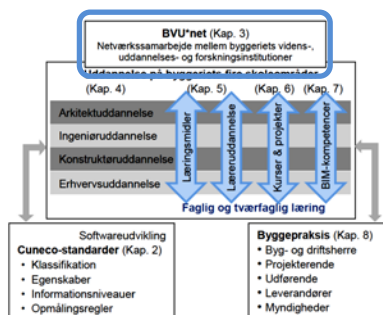 BVU*net (Kap. 3)
Netværkssamarbejde mellem byggeriets videns-,
uddannelses- og forskningsinstitutioner
Uddannelse på byggeriets fire skoleområder
(Kap. 4) (Kap. 5) (Kap. 6) (Kap. 7)
Arkitektuddannelse
Ingeniøruddannelse
Konstruktøruddannelse
Erhvervsuddannelse
Læringsmidler
Læreruddannelse
Kurser & projekter
BIM-kompetencer
Faglig og tværfaglig læring
Softwareudvikling
Cuneco-standarder (Kap. 2)
• Klassifikation
• Egenskaber
• Informationsniveauer
• Opmålingsregler
Byggepraksis (Kap. 8)
• Byg- og driftsherre
• Projekterende
• Udførende
• Leverandører
• Myndigheder